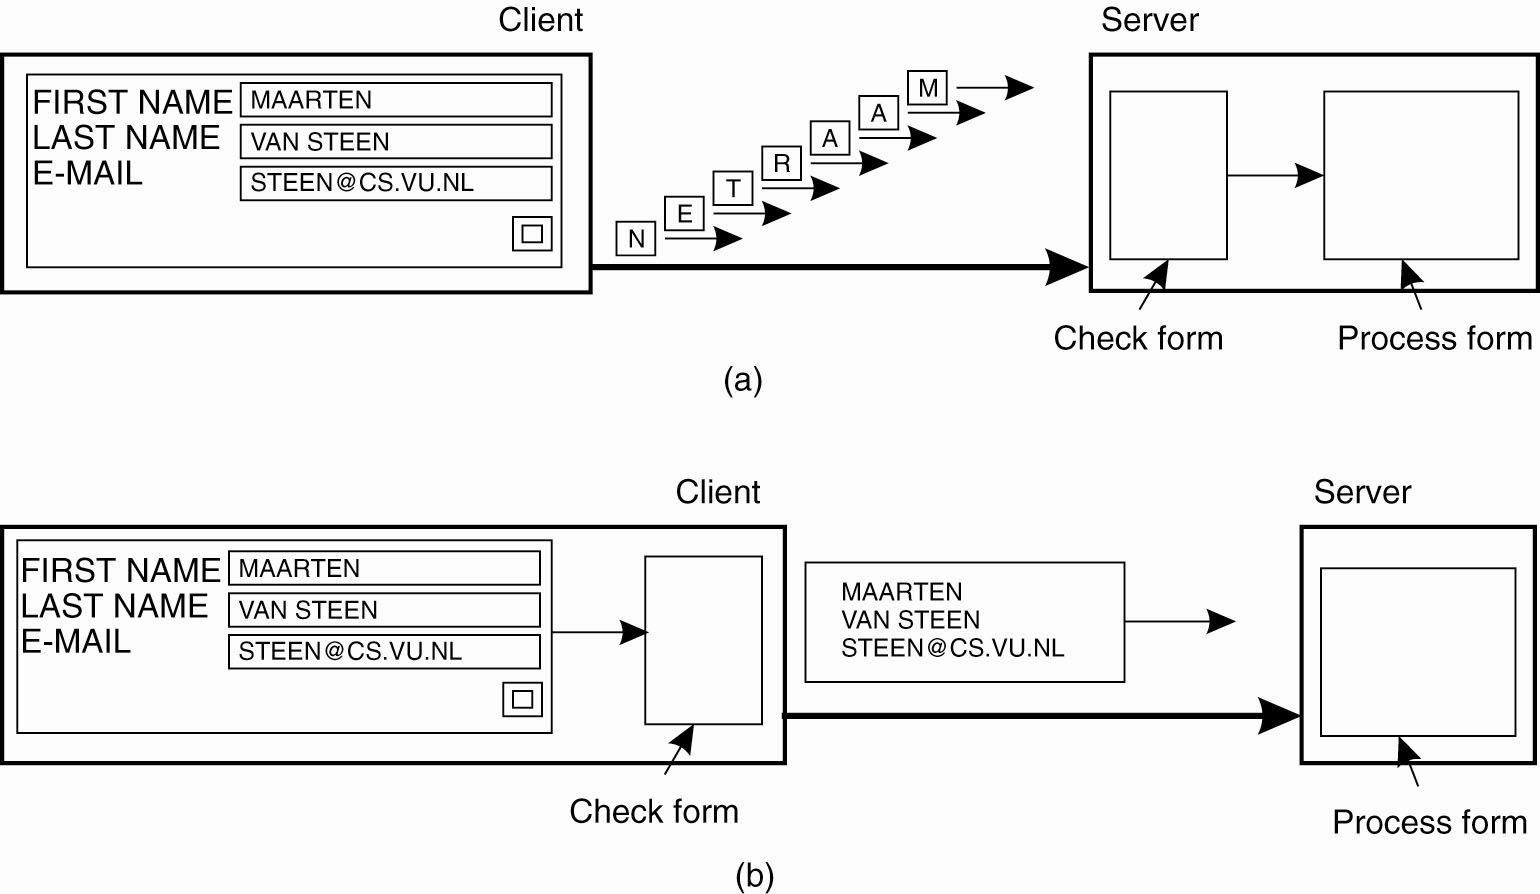 Client
Server
FIRST NAME MAARTEN
LAST NAME VAN STEEN
E-MAIL STEEN@CS.VU.NL
M
A
A
R
T
E
N
Check form
Process form
(a)
Client
Server
FIRST NAME MAARTEN
LAST NAME VAN STEEN
E-MAIL STEEN@CS.VU.NL
MAARTEN
VAN STEEN
STEEN@CS.VU.NL
Check form
Process form
(b)